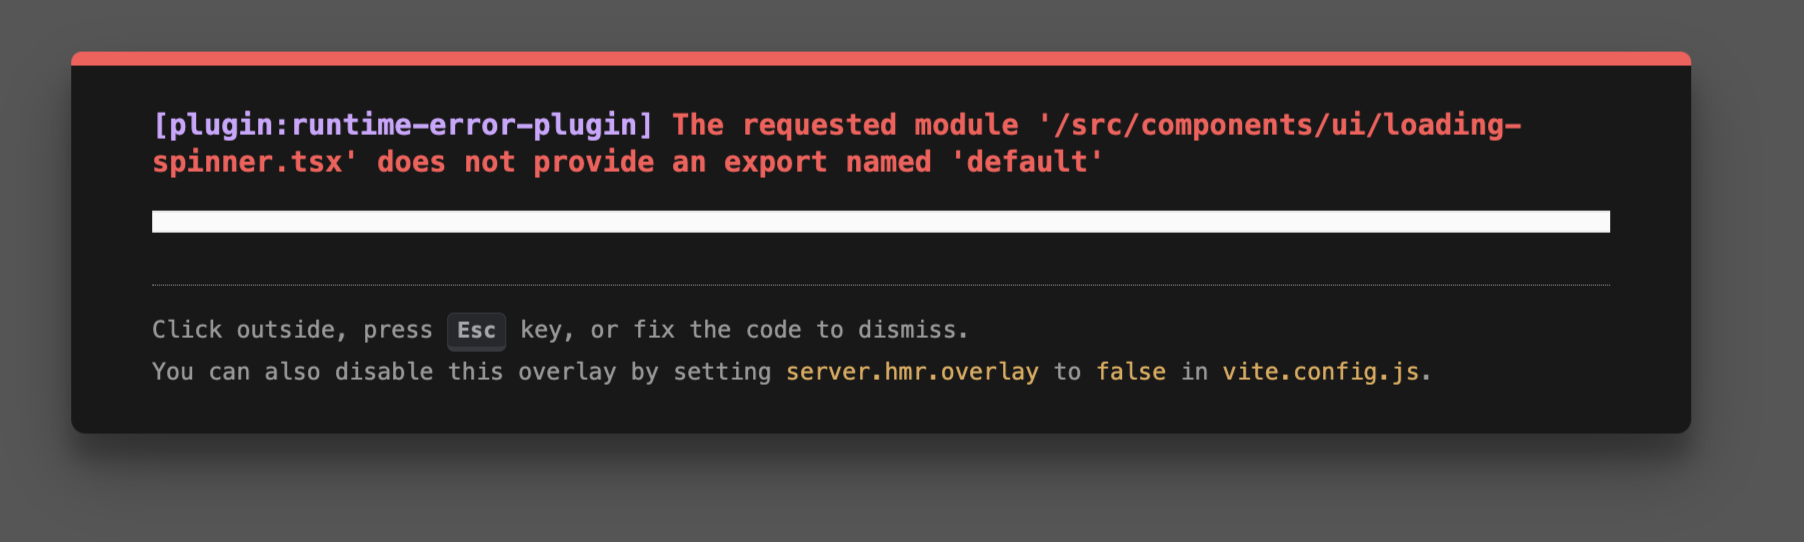 [plugin:runtime-error-plugin] The requested module '/src/components/ui/loading-
spinner.tsx' does not provide an export named 'default'
Click outside, press Esc key, or fix the code to dismiss.
You can also disable this overlay by setting server.hmr.overlay to false in vite.config.js.